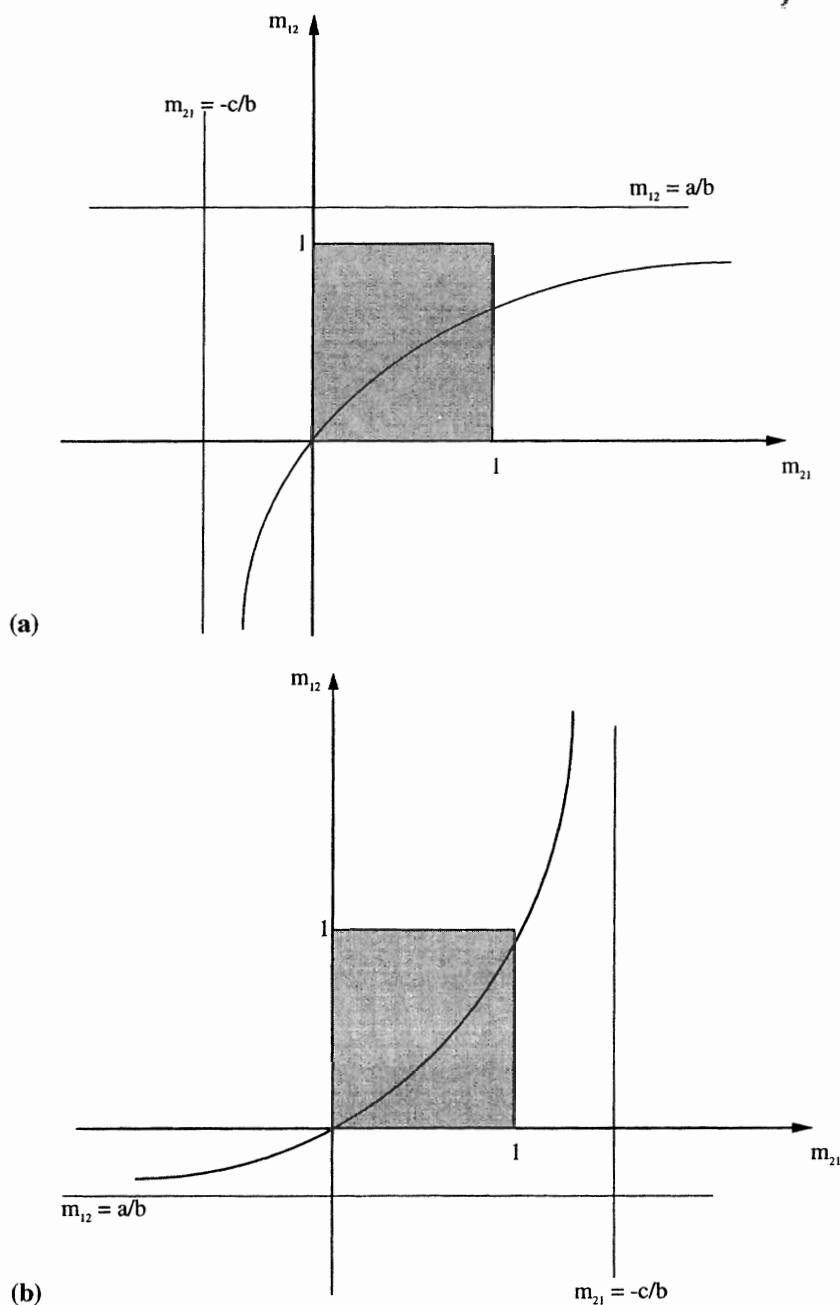 m₁₂
m₂₁ = -c/b
m₁₂ = a/b
1
1
m₂₁
(a)
m₁₂
1
1
m₂₁
m₁₂ = a/b
m₂₁ = -c/b
(b)